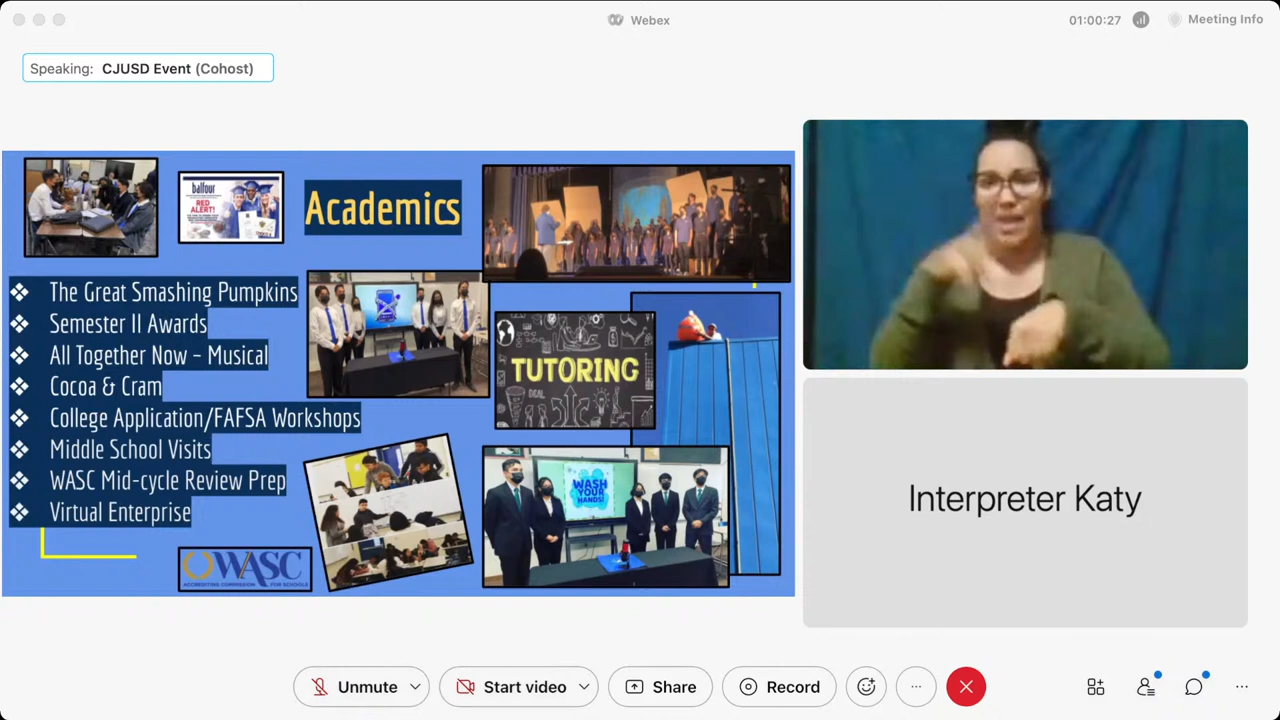 Webex
01:00:27
Meeting Info
Speaking: CJUSD Event (Cohost)
balfour
RED
ALERT!
Academics
❖ The Great Smashing Pumpkins
❖ Semester II Awards
❖ All Together Now – Musical
❖ Cocoa & Cram
❖ College Application/FAFSA Workshops
❖ Middle School Visits
❖ WASC Mid-cycle Review Prep
❖ Virtual Enterprise
TUTORING
DEAL
WASH
YOUR
HANDS!
WASC
ACCREDITING COMMISSION FOR SCHOOLS
Interpreter Katy
Unmute
Start video
Share
Record